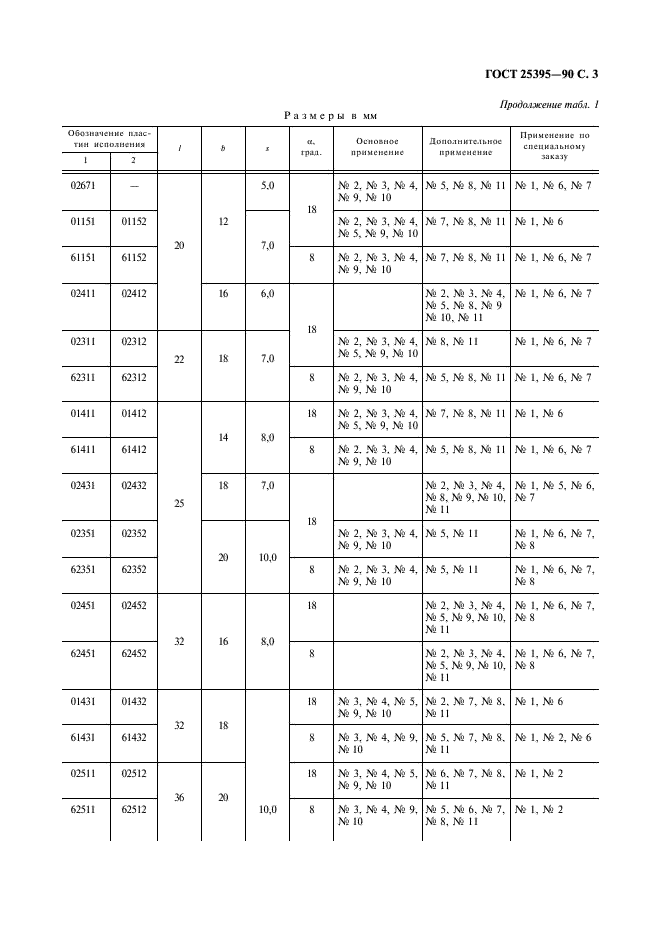 ГОСТ 25395—90 С. 3
Продолжение табл. 1
Размеры в мм
Обозначение плас-
тин исполнения
1 2
l
b
s
α,
град.
Основное
применение
Дополнительное
применение
Применение по
специальному
заказу
02671 — 20 12 5,0 18 № 2, № 3, № 4, № 5, № 8, № 11 № 1, № 6, № 7
№ 9, № 10
01151 01152 7,0 № 2, № 3, № 4, № 7, № 8, № 11 № 1, № 6
№ 5, № 9, № 10
61151 61152 8 № 2, № 3, № 4, № 7, № 8, № 11 № 1, № 6, № 7
№ 9, № 10
02411 02412 16 6,0 18 № 2, № 3, № 4, № 1, № 6, № 7
№ 5, № 8, № 9
№ 10, № 11
02311 02312 22 18 7,0 № 2, № 3, № 4, № 8, № 11 № 1, № 6, № 7
№ 5, № 9, № 10
62311 62312 8 № 2, № 3, № 4, № 5, № 8, № 11 № 1, № 6, № 7
№ 9, № 10
01411 01412 25 14 8,0 18 № 2, № 3, № 4, № 7, № 8, № 11 № 1, № 6
№ 5, № 9, № 10
61411 61412 8 № 2, № 3, № 4, № 5, № 8, № 11 № 1, № 6, № 7
№ 9, № 10
02431 02432 18 7,0 18 № 2, № 3, № 4, № 1, № 5, № 6,
№ 8, № 9, № 10, № 7
№ 11
02351 02352 20 10,0 № 2, № 3, № 4, № 5, № 11 № 1, № 6, № 7,
№ 9, № 10 № 8
62351 62352 8 № 2, № 3, № 4, № 5, № 11 № 1, № 6, № 7,
№ 9, № 10 № 8
02451 02452 32 16 8,0 18 № 2, № 3, № 4, № 1, № 6, № 7,
№ 5, № 9, № 10, № 8
№ 11
62451 62452 8 № 2, № 3, № 4, № 1, № 6, № 7,
№ 5, № 9, № 10, № 8
№ 11
01431 01432 32 18 10,0 18 № 3, № 4, № 5, № 2, № 7, № 8, № 1, № 6
№ 9, № 10 № 11
61431 61432 8 № 3, № 4, № 9, № 5, № 7, № 8, № 1, № 2, № 6
№ 10 № 11
02511 02512 36 20 18 № 3, № 4, № 5, № 6, № 7, № 8, № 1, № 2
№ 9, № 10 № 11
62511 62512 8 № 3, № 4, № 9, № 5, № 6, № 7, № 1, № 2
№ 10 № 8, № 11